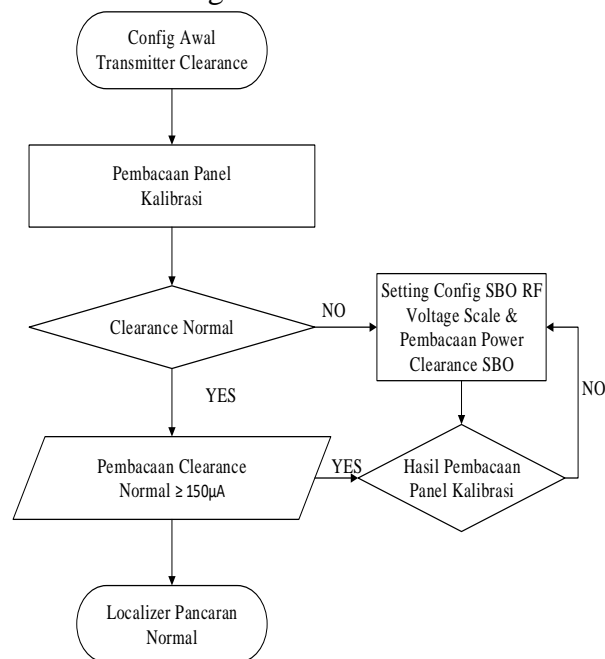 Config Awal
Transmitter Clearance
Pembacaan Panel
Kalibrasi
Clearance Normal
NO
Setting Config SBO RF
Voltage Scale &
Pembacaan Power
Clearance SBO
NO
YES
Pembacaan Clearance
Normal ≥ 150µA
YES
Hasil Pembacaan
Panel Kalibrasi
Localizer Pancaran
Normal